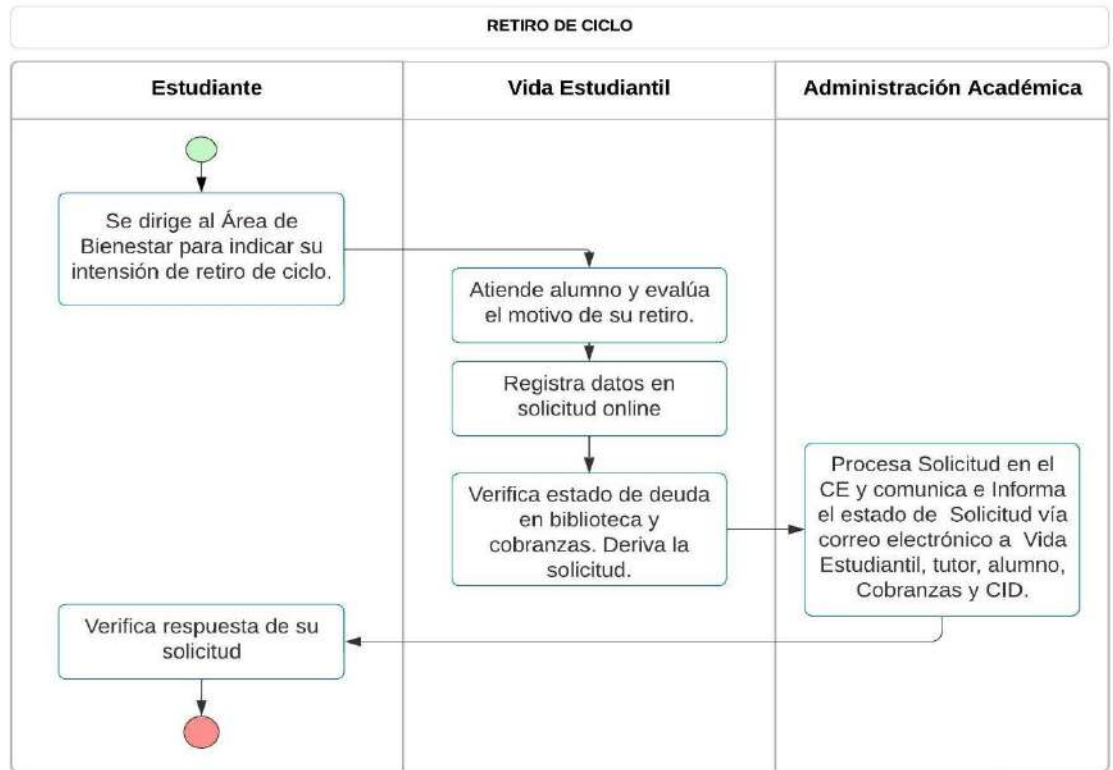 RETIRO DE CICLO
Estudiante
Vida Estudiantil
Administración Académica
Se dirige al Área de
Bienestar para indicar su
intensión de retiro de ciclo.
Atiende alumno y evalúa
el motivo de su retiro.
Registra datos en
solicitud online
Verifica estado de deuda
en biblioteca y
cobranzas. Deriva la
solicitud.
Procesa Solicitud en el
CE y comunica e Informa
el estado de Solicitud vía
correo electrónico a Vida
Estudiantil, tutor, alumno,
Cobranzas y CID.
Verifica respuesta de su
solicitud